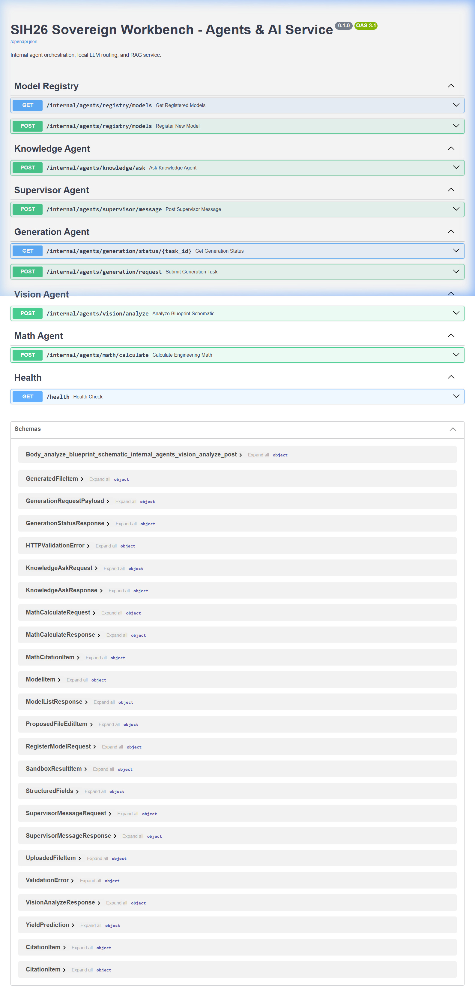 SIH26 Sovereign Workbench - Agents & AI Service 0.1.0 OAS 3.1
/openapi.json
Internal agent orchestration, local LLM routing, and RAG service.
Model Registry
GET /internal/agents/registry/models Get Registered Models
POST /internal/agents/registry/models Register New Model
Knowledge Agent
POST /internal/agents/knowledge/ask Ask Knowledge Agent
Supervisor Agent
POST /internal/agents/supervisor/message Post Supervisor Message
Generation Agent
GET /internal/agents/generation/status/{task_id} Get Generation Status
POST /internal/agents/generation/request Submit Generation Task
Vision Agent
POST /internal/agents/vision/analyze Analyze Blueprint Schematic
Math Agent
POST /internal/agents/math/calculate Calculate Engineering Math
Health
GET /health Health Check
Schemas
Body_analyze_blueprint_schematic_internal_agents_vision_analyze_post Expand all object
GeneratedFileItem Expand all object
GenerationRequestPayload Expand all object
GenerationStatusResponse Expand all object
HTTPValidationError Expand all object
KnowledgeAskRequest Expand all object
KnowledgeAskResponse Expand all object
MathCalculateRequest Expand all object
MathCalculateResponse Expand all object
MathCitationItem Expand all object
ModelItem Expand all object
ModelListResponse Expand all object
ProposedFileEditItem Expand all object
RegisterModelRequest Expand all object
SandboxResultItem Expand all object
StructuredFields Expand all object
SupervisorMessageRequest Expand all object
SupervisorMessageResponse Expand all object
UploadedFileItem Expand all object
ValidationError Expand all object
VisionAnalyzeResponse Expand all object
YieldPrediction Expand all object
CitationItem Expand all object
CitationItem Expand all object